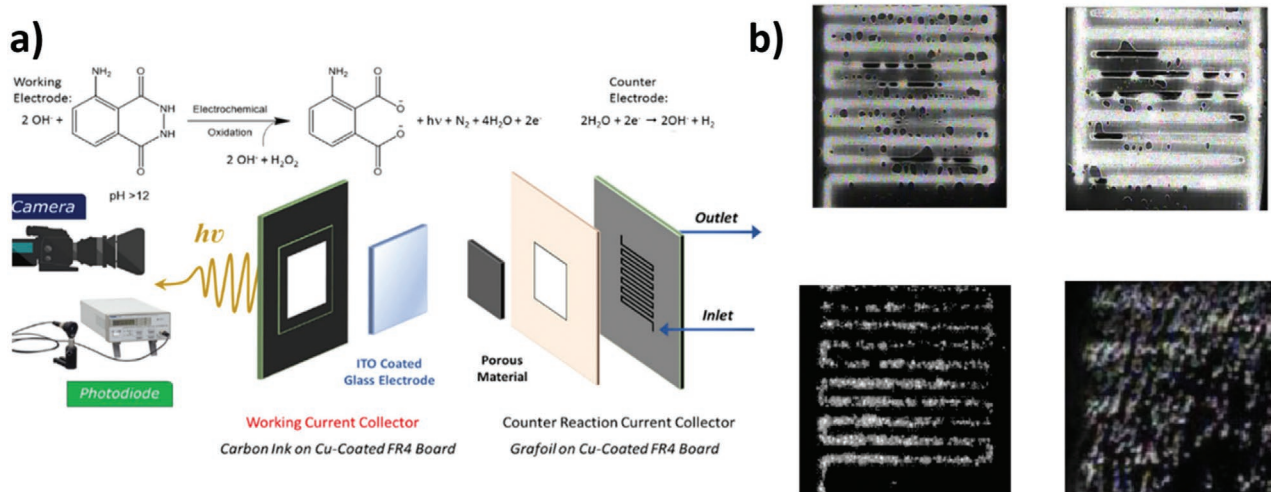 a)
b)
Working
Electrode:
2 OH⁻ +
NH₂
O
NH
NH
O
pH >12
Electrochemical
Oxidation
2 OH⁻ + H₂O₂
NH₂
O
O⁻
O⁻
O
+ hν + N₂ + 4H₂O + 2e⁻
Counter
Electrode:
2H₂O + 2e⁻ → 2OH⁻ + H₂
Camera
hν
Photodiode
ITO Coated
Glass Electrode
Porous
Material
Outlet
Inlet
Working Current Collector
Carbon Ink on Cu-Coated FR4 Board
Counter Reaction Current Collector
Grafoil on Cu-Coated FR4 Board